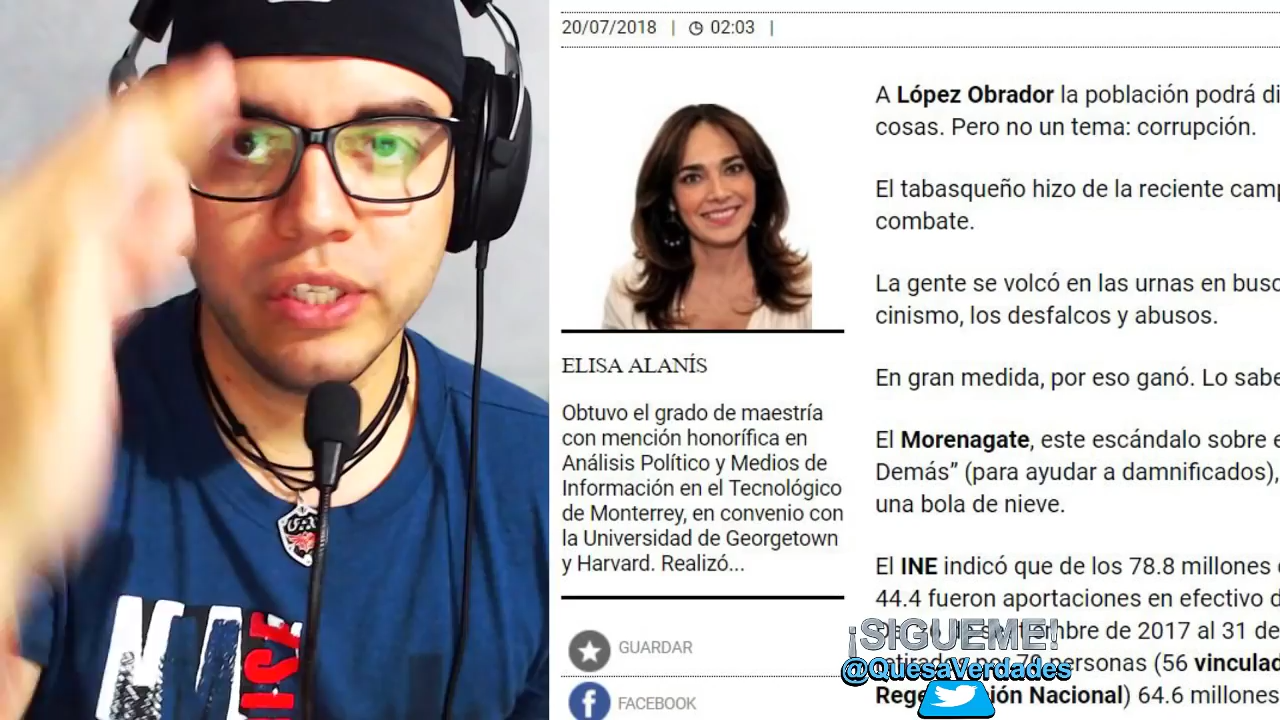 20/07/2018 | 02:03 |
A López Obrador la población podrá di
cosas. Pero no un tema: corrupción.
El tabasqueño hizo de la reciente camp
combate.
La gente se volcó en las urnas en busc
cinismo, los desfalcos y abusos.
En gran medida, por eso ganó. Lo sabe
El Morenagate, este escándalo sobre e
Demás” (para ayudar a damnificados),
una bola de nieve.
El INE indicó que de los 78.8 millones
44.4 fueron aportaciones en efectivo d
de 2017 al 31 de
personas (56 vinculad
Nacional) 64.6 millones
ELISA ALANÍS
Obtuvo el grado de maestría
con mención honorífica en
Análisis Político y Medios de
Información en el Tecnológico
de Monterrey, en convenio con
la Universidad de Georgetown
y Harvard. Realizó...
GUARDAR
FACEBOOK
¡SIGUEME!
@QuesaVerdades